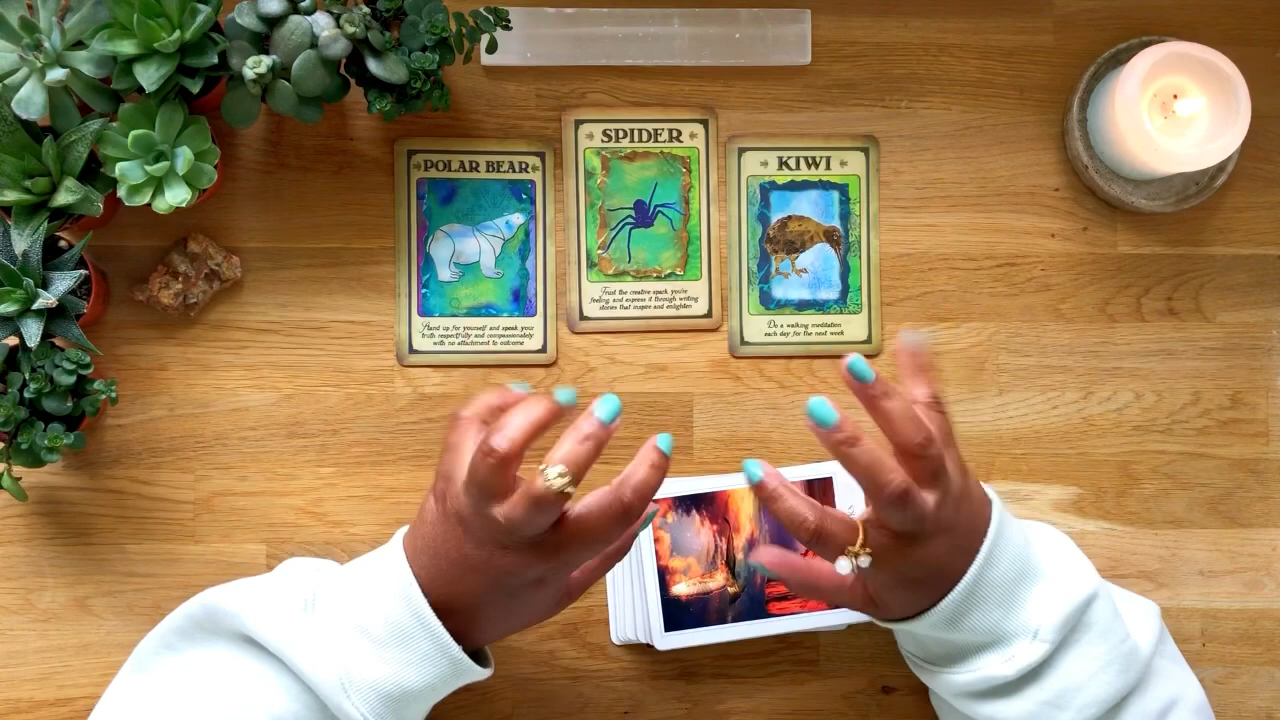 POLAR BEAR
Stand up for yourself and speak your
truth respectfully and compassionately
with no attachment to outcome
SPIDER
Trust the creative spark you're
feeling and express it through writing
stories that inspire and enlighten
KIWI
Do a walking meditation
each day for the next week